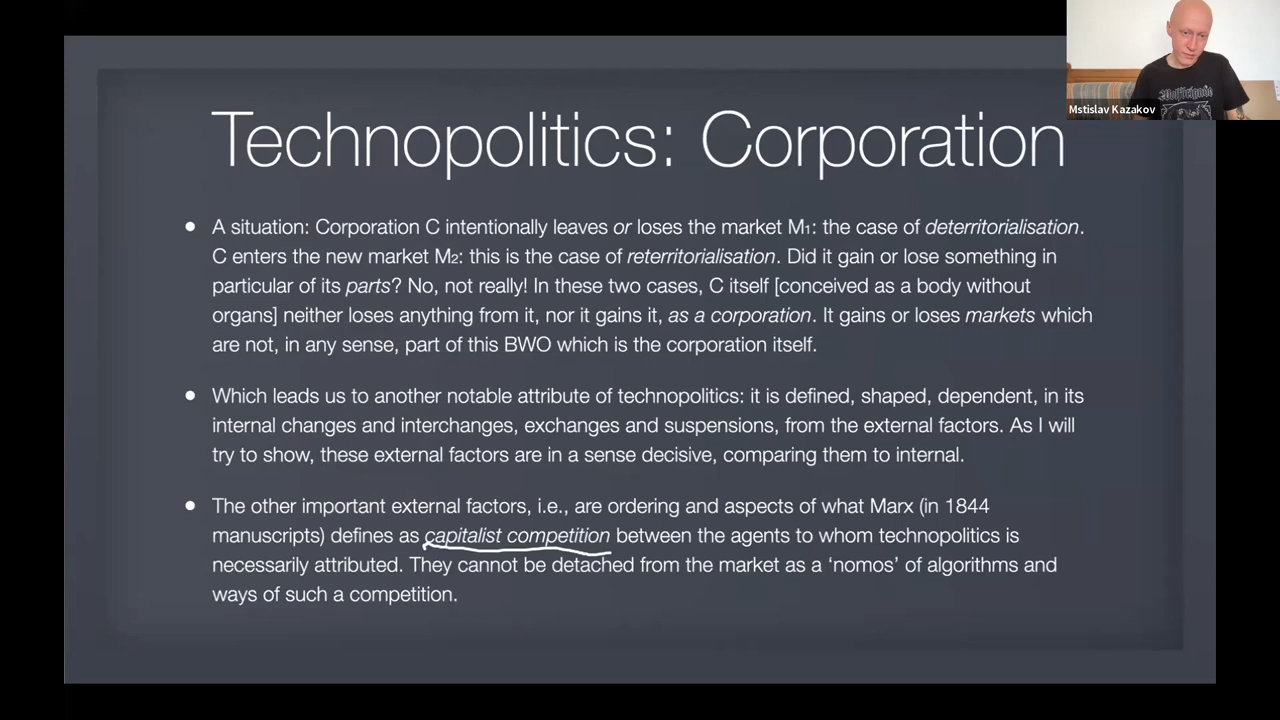 Mstislav Kazakov
Technopolitics: Corporation
• A situation: Corporation C intentionally leaves or loses the market M₁: the case of deterritorialisation.
C enters the new market M₂: this is the case of reterritorialisation. Did it gain or lose something in
particular of its parts? No, not really! In these two cases, C itself [conceived as a body without
organs] neither loses anything from it, nor it gains it, as a corporation. It gains or loses markets which
are not, in any sense, part of this BWO which is the corporation itself.
• Which leads us to another notable attribute of technopolitics: it is defined, shaped, dependent, in its
internal changes and interchanges, exchanges and suspensions, from the external factors. As I will
try to show, these external factors are in a sense decisive, comparing them to internal.
• The other important external factors, i.e., are ordering and aspects of what Marx (in 1844
manuscripts) defines as capitalist competition between the agents to whom technopolitics is
necessarily attributed. They cannot be detached from the market as a ‘nomos’ of algorithms and
ways of such a competition.